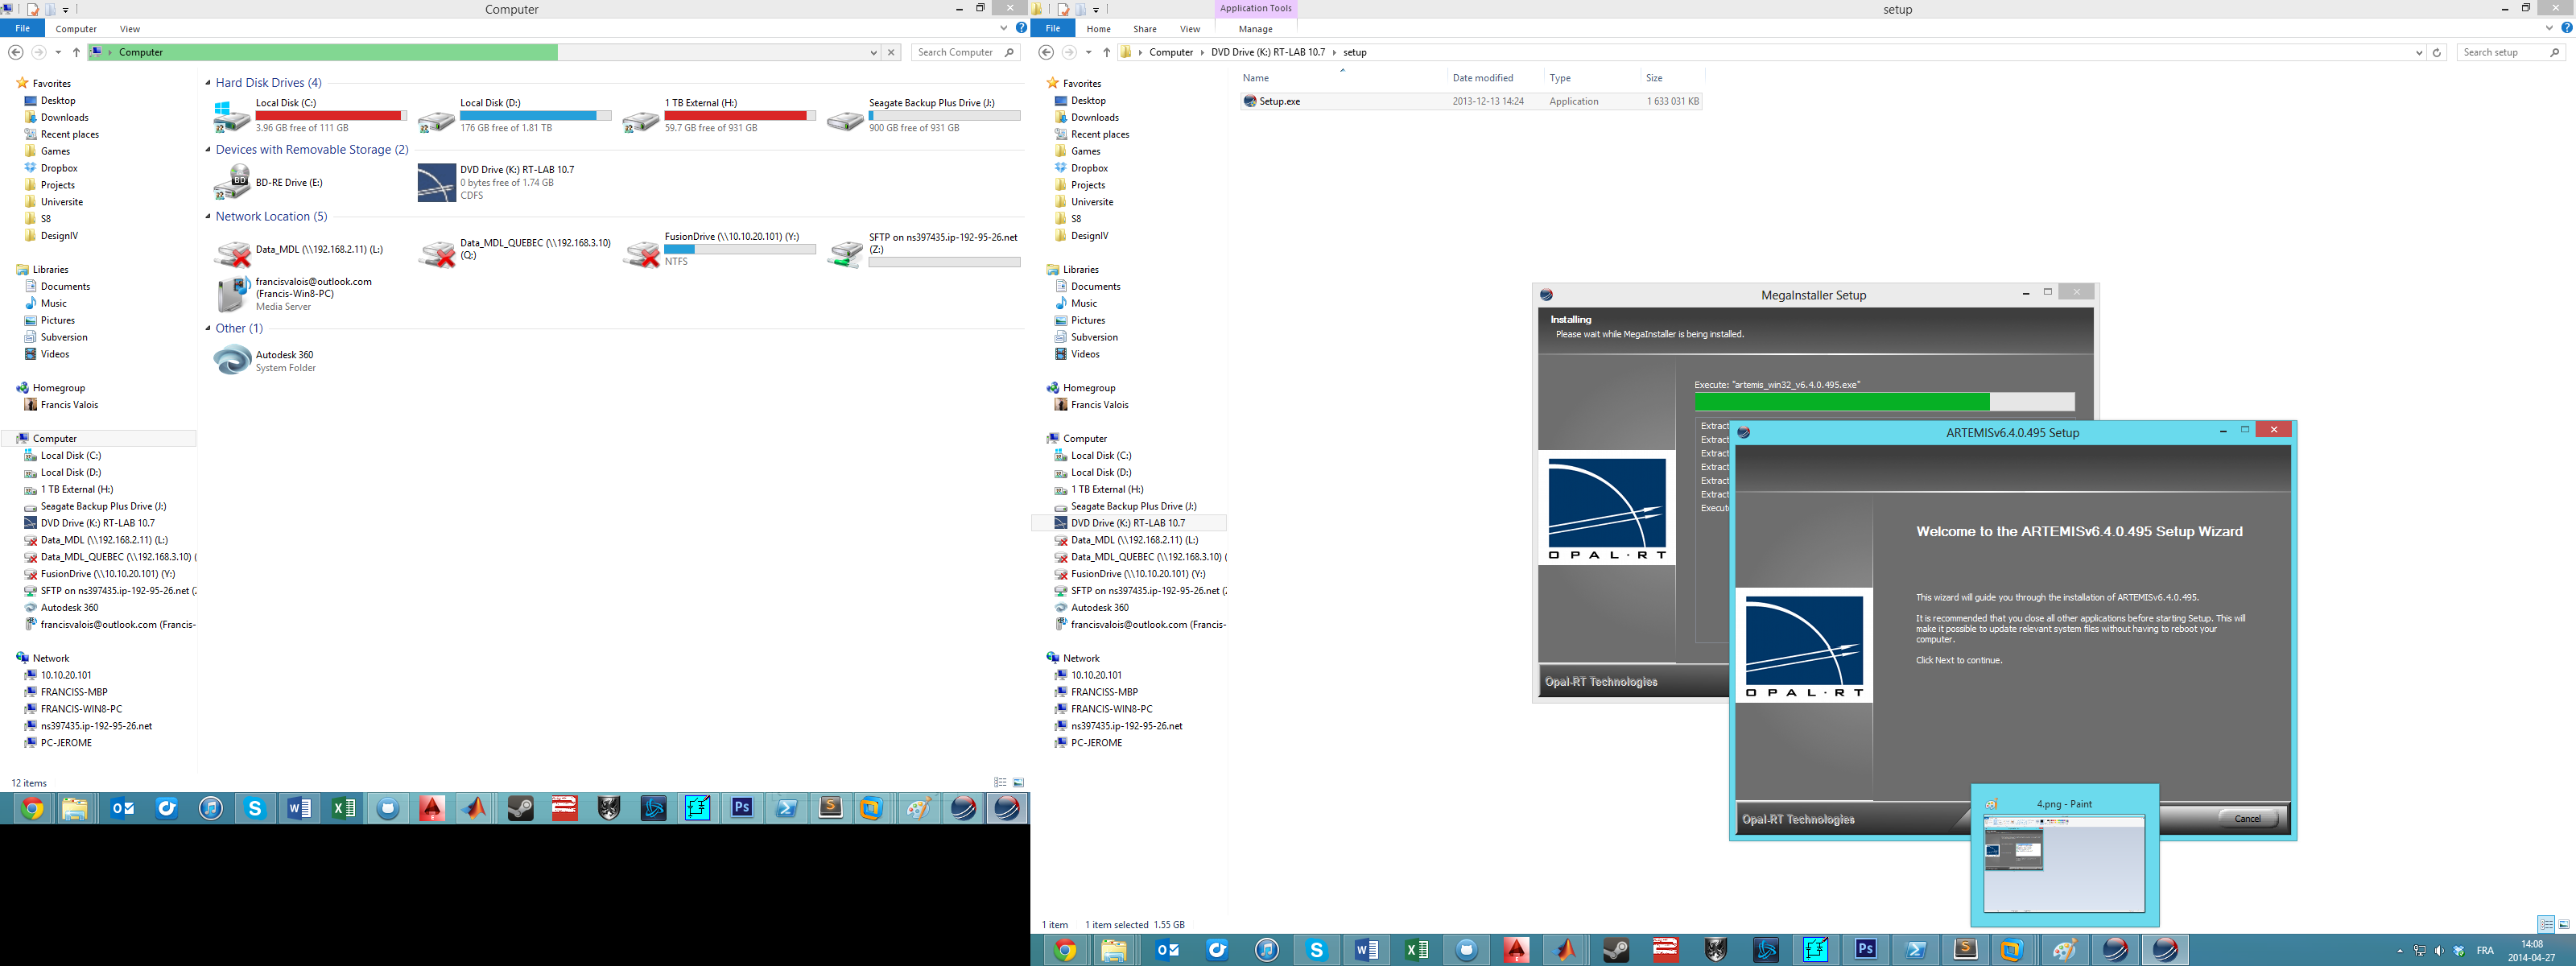 Computer
File
Computer
View
Computer
Search Computer
Favorites
Desktop
Downloads
Recent places
Games
Dropbox
Projects
Universite
S8
DesignIV
Libraries
Documents
Music
Pictures
Subversion
Videos
Homegroup
Francis Valois
Computer
Local Disk (C:)
Local Disk (D:)
1 TB External (H:)
Seagate Backup Plus Drive (J:)
DVD Drive (K:) RT-LAB 10.7
Data_MDL (\\192.168.2.11) (L:)
Data_MDL_QUEBEC (\\192.168.3.10) (
FusionDrive (\\10.10.20.101) (Y:)
SFTP on ns397435.ip-192-95-26.net (Z
Autodesk 360
francisvalois@outlook.com (Francis-
Network
10.10.20.101
FRANCISS-MBP
FRANCIS-WIN8-PC
ns397435.ip-192-95-26.net
PC-JEROME
12 items
Hard Disk Drives (4)
Local Disk (C:)
3.96 GB free of 111 GB
Local Disk (D:)
176 GB free of 1.81 TB
1 TB External (H:)
59.7 GB free of 931 GB
Seagate Backup Plus Drive (J:)
900 GB free of 931 GB
Devices with Removable Storage (2)
BD-RE Drive (E:)
DVD Drive (K:) RT-LAB 10.7
0 bytes free of 1.74 GB
CDFS
Network Location (5)
Data_MDL (\\192.168.2.11) (L:)
Data_MDL_QUEBEC (\\192.168.3.10)
(Q:)
FusionDrive (\\10.10.20.101) (Y:)
NTFS
SFTP on ns397435.ip-192-95-26.net
(Z:)
francisvalois@outlook.com
(Francis-Win8-PC)
Media Server
Other (1)
Autodesk 360
System Folder
Application Tools
setup
File
Home
Share
View
Manage
Computer
DVD Drive (K:) RT-LAB 10.7
setup
Search setup
Favorites
Desktop
Downloads
Recent places
Games
Dropbox
Projects
Universite
S8
DesignIV
Libraries
Documents
Music
Pictures
Subversion
Videos
Homegroup
Francis Valois
Computer
Local Disk (C:)
Local Disk (D:)
1 TB External (H:)
Seagate Backup Plus Drive (J:)
DVD Drive (K:) RT-LAB 10.7
Data_MDL (\\192.168.2.11) (L:)
Data_MDL_QUEBEC (\\192.168.3.10) (
FusionDrive (\\10.10.20.101) (Y:)
SFTP on ns397435.ip-192-95-26.net (Z
Autodesk 360
francisvalois@outlook.com (Francis-
Network
10.10.20.101
FRANCISS-MBP
FRANCIS-WIN8-PC
ns397435.ip-192-95-26.net
PC-JEROME
1 item
1 item selected 1.55 GB
Name
Date modified
Type
Size
Setup.exe
2013-12-13 14:24
Application
1 633 031 KB
MegaInstaller Setup
Installing
Please wait while MegaInstaller is being installed.
Execute: "artemis_win32_v6.4.0.495.exe"
Extract
Extract
Extract
Extract
Extract
Extract
Execute
OPAL-RT
Opal-RT Technologies
ARTEMISv6.4.0.495 Setup
Welcome to the ARTEMISv6.4.0.495 Setup Wizard
This wizard will guide you through the installation of ARTEMISv6.4.0.495.
It is recommended that you close all other applications before starting Setup. This will
make it possible to update relevant system files without having to reboot your
computer.
Click Next to continue.
OPAL-RT
Opal-RT Technologies
Cancel
4.png - Paint
FRA
14:08
2014-04-27